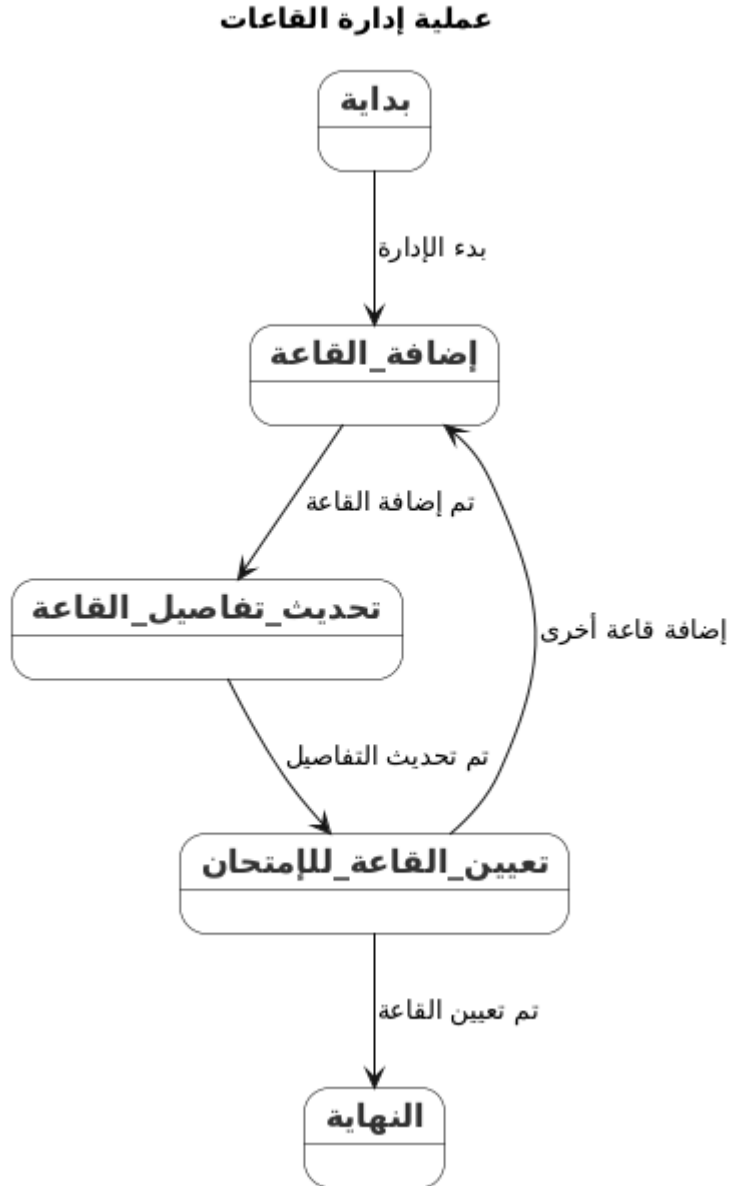 عملية إدارة القاعات
بداية
بدء الإدارة
إضافة_القاعة
تم إضافة القاعة
تحديث_تفاصيل_القاعة
إضافة قاعة أخرى
تم تحديث التفاصيل
تعيين_القاعة_للإمتحان
تم تعيين القاعة
النهاية